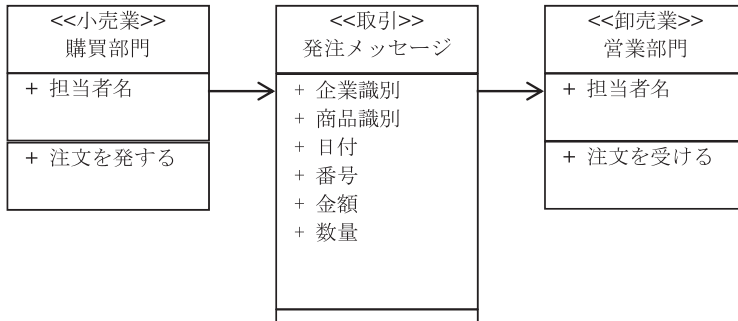 <<小売業>>
購買部門
+ 担当者名
+ 注文を発する
<<取引>>
発注メッセージ
+ 企業識別
+ 商品識別
+ 日付
+ 番号
+ 金額
+ 数量
<<卸売業>>
営業部門
+ 担当者名
+ 注文を受ける